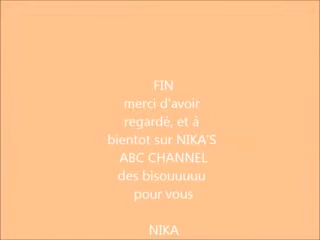 FIN
merci d'avoir
regardé, et à
bientot sur NIKA'S
ABC CHANNEL
des bisouuuuu
pour vous
NIKA